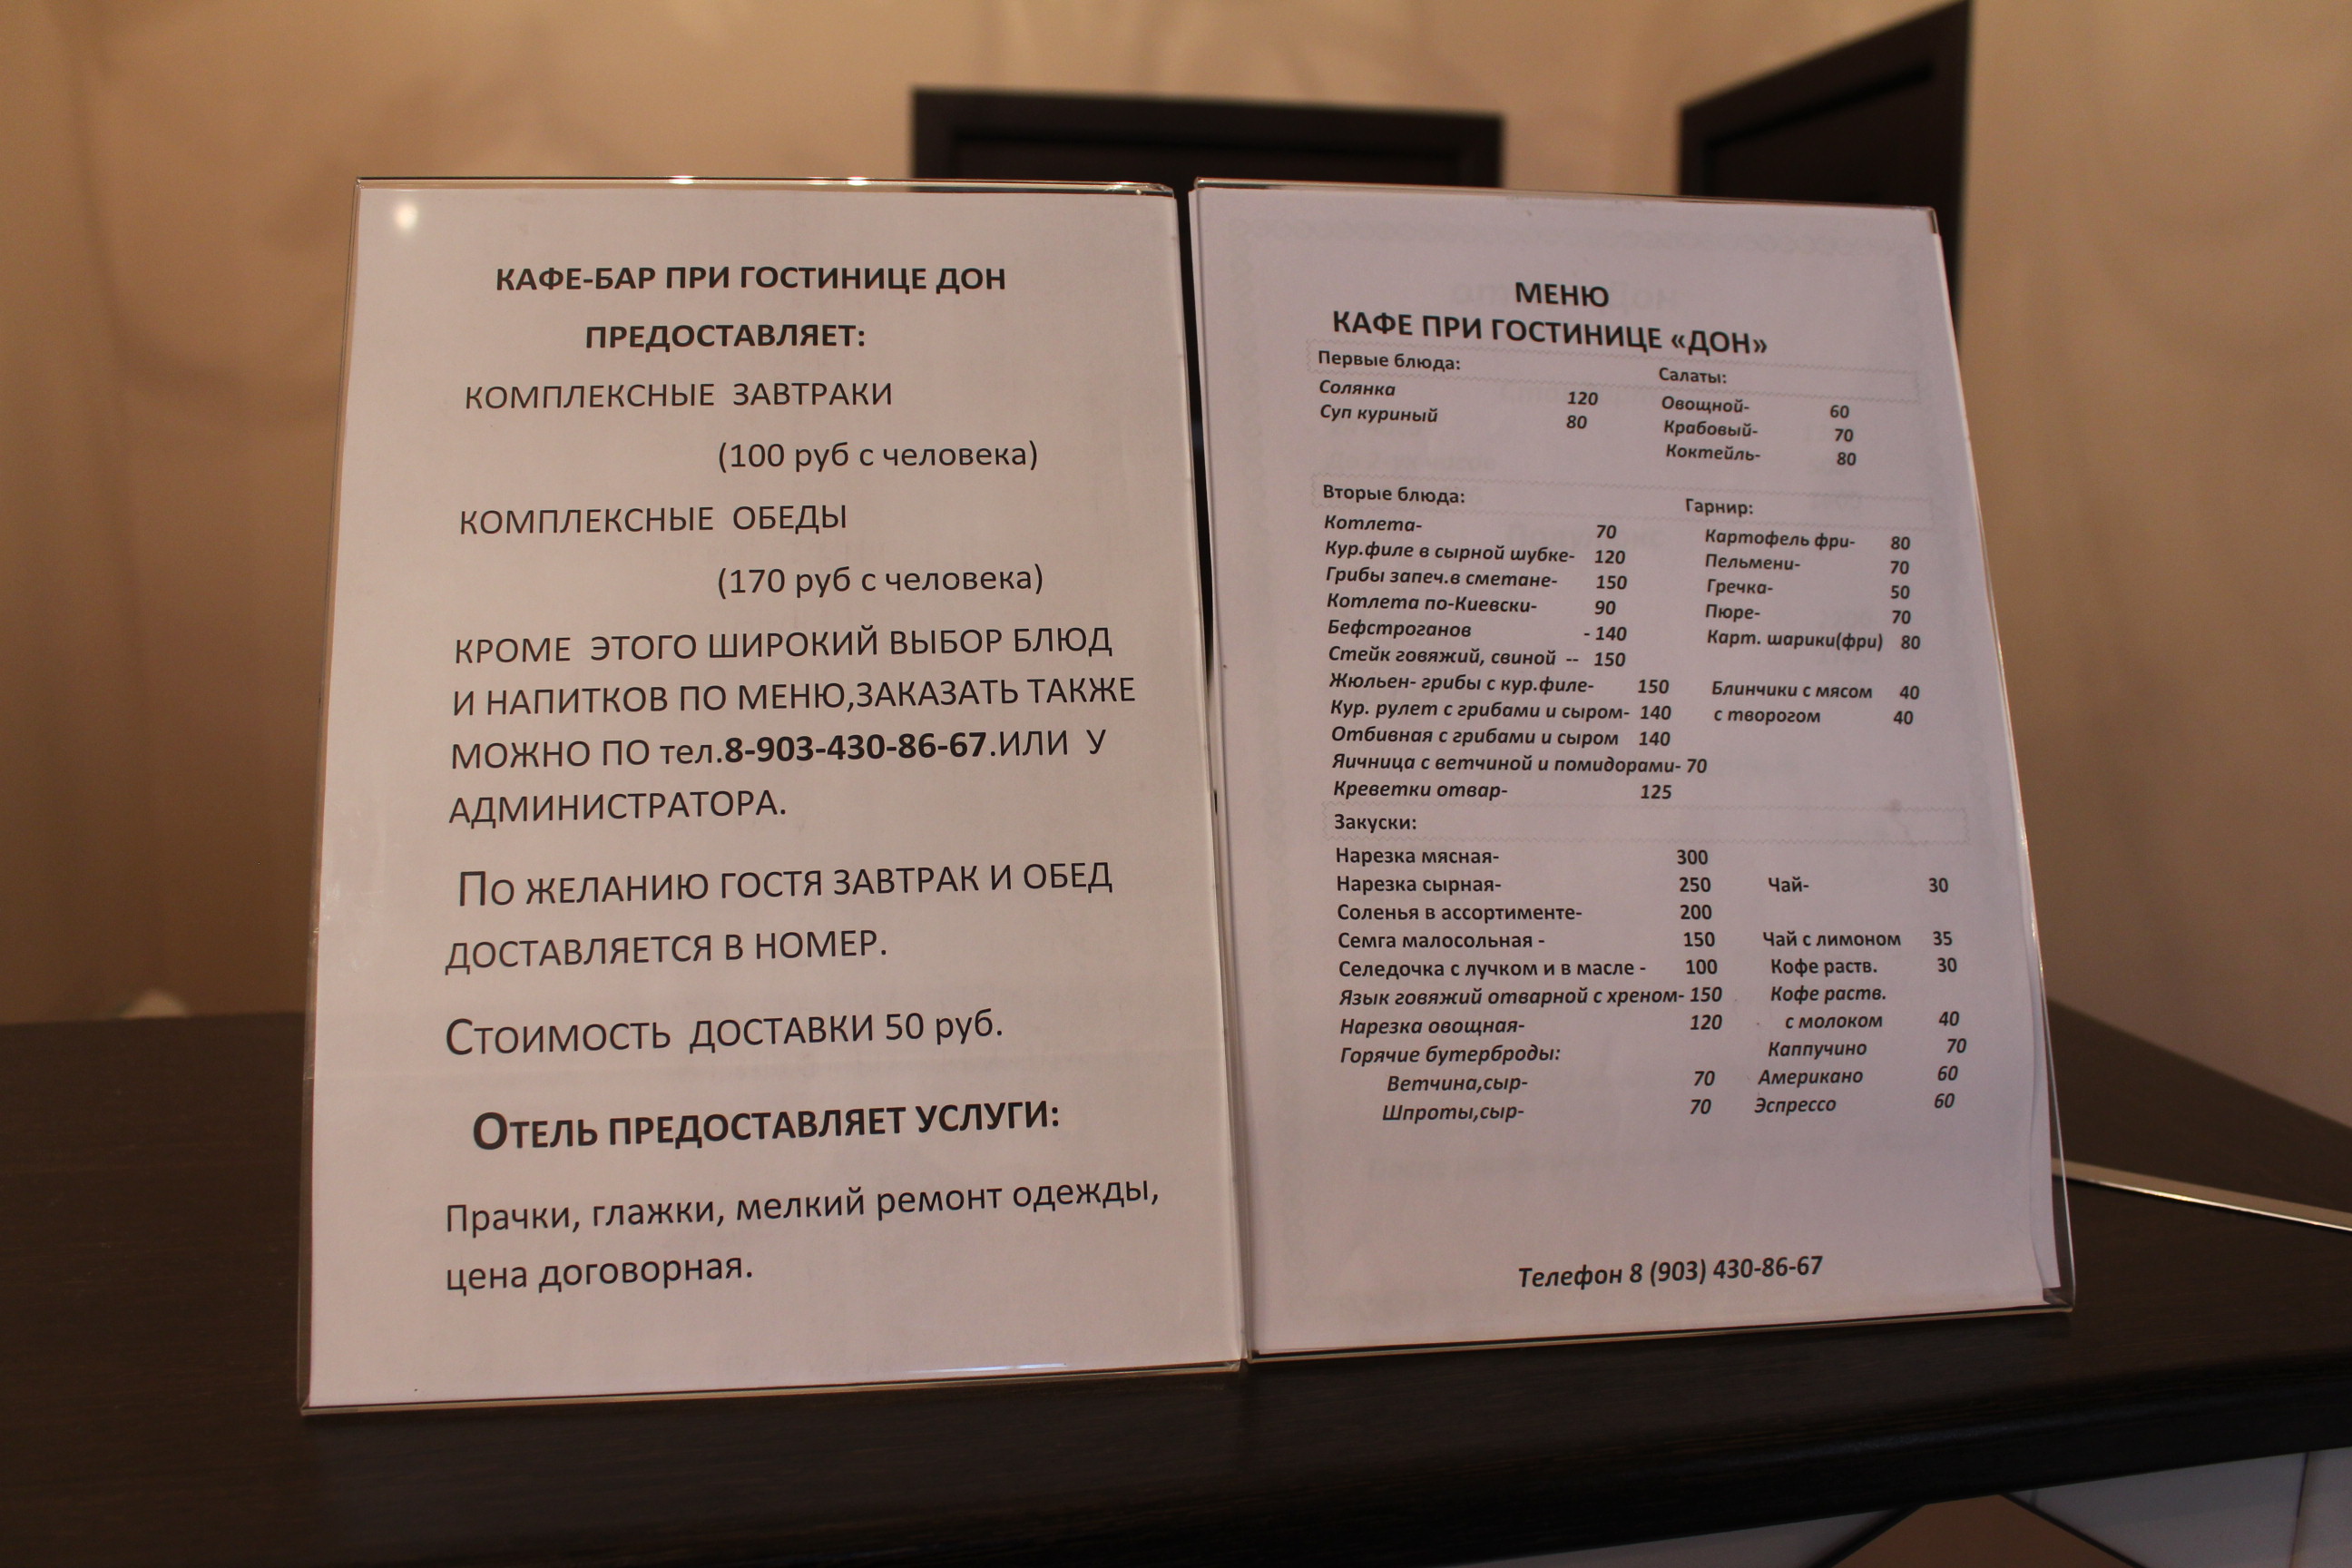 КАФЕ-БАР ПРИ ГОСТИНИЦЕ ДОН
ПРЕДОСТАВЛЯЕТ:
КОМПЛЕКСНЫЕ ЗАВТРАКИ
(100 руб с человека)
КОМПЛЕКСНЫЕ ОБЕДЫ
(170 руб с человека)
КРОМЕ ЭТОГО ШИРОКИЙ ВЫБОР БЛЮД
И НАПИТКОВ ПО МЕНЮ,ЗАКАЗАТЬ ТАКЖЕ
МОЖНО ПО тел.8-903-430-86-67.ИЛИ У
АДМИНИСТРАТОРА.
ПО ЖЕЛАНИЮ ГОСТЯ ЗАВТРАК И ОБЕД
ДОСТАВЛЯЕТСЯ В НОМЕР.
СТОИМОСТЬ ДОСТАВКИ 50 руб.
ОТЕЛЬ ПРЕДОСТАВЛЯЕТ УСЛУГИ:
Прачки, глажки, мелкий ремонт одежды,
цена договорная.
МЕНЮ
КАФЕ ПРИ ГОСТИНИЦЕ «ДОН»
Первые блюда:
Солянка 120
Суп куриный 80
Салаты:
Овощной- 60
Крабовый- 70
Коктейль- 80
Вторые блюда:
Котлета- 70
Кур.филе в сырной шубке- 120
Грибы запеч.в сметане- 150
Котлета по-Киевски- 90
Бефстроганов - 140
Стейк говяжий, свиной -- 150
Жюльен- грибы с кур.филе- 150
Кур. рулет с грибами и сыром- 140
Отбивная с грибами и сыром 140
Яичница с ветчиной и помидорами- 70
Креветки отвар- 125
Гарнир:
Картофель фри- 80
Пельмени- 70
Гречка- 50
Пюре- 70
Карт. шарики(фри) 80
Блинчики с мясом 40
с творогом 40
Закуски:
Нарезка мясная- 300
Нарезка сырная- 250
Соленья в ассортименте- 200
Семга малосольная - 150
Селедочка с лучком и в масле - 100
Язык говяжий отварной с хреном- 150
Нарезка овощная- 120
Горячие бутерброды:
Ветчина,сыр- 70
Шпроты,сыр- 70
Чай- 30
Чай с лимоном 35
Кофе раств. 30
Кофе раств.
с молоком 40
Каппучино 70
Американо 60
Эспрессо 60
Телефон 8 (903) 430-86-67